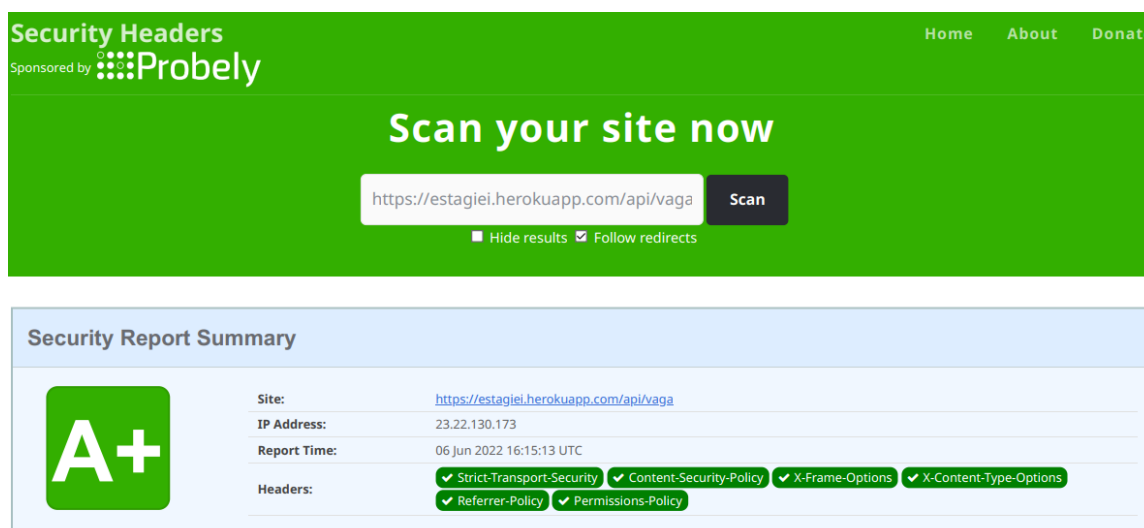 Security Headers
Home About Donat
Sponsored by Probely
Scan your site now
https://estagiei.herokuapp.com/api/vaga
Scan
Hide results Follow redirects
Security Report Summary
A+
Site: https://estagiei.herokuapp.com/api/vaga
IP Address: 23.22.130.173
Report Time: 06 Jun 2022 16:15:13 UTC
Headers: Strict-Transport-Security Content-Security-Policy X-Frame-Options X-Content-Type-Options
Referrer-Policy Permissions-Policy